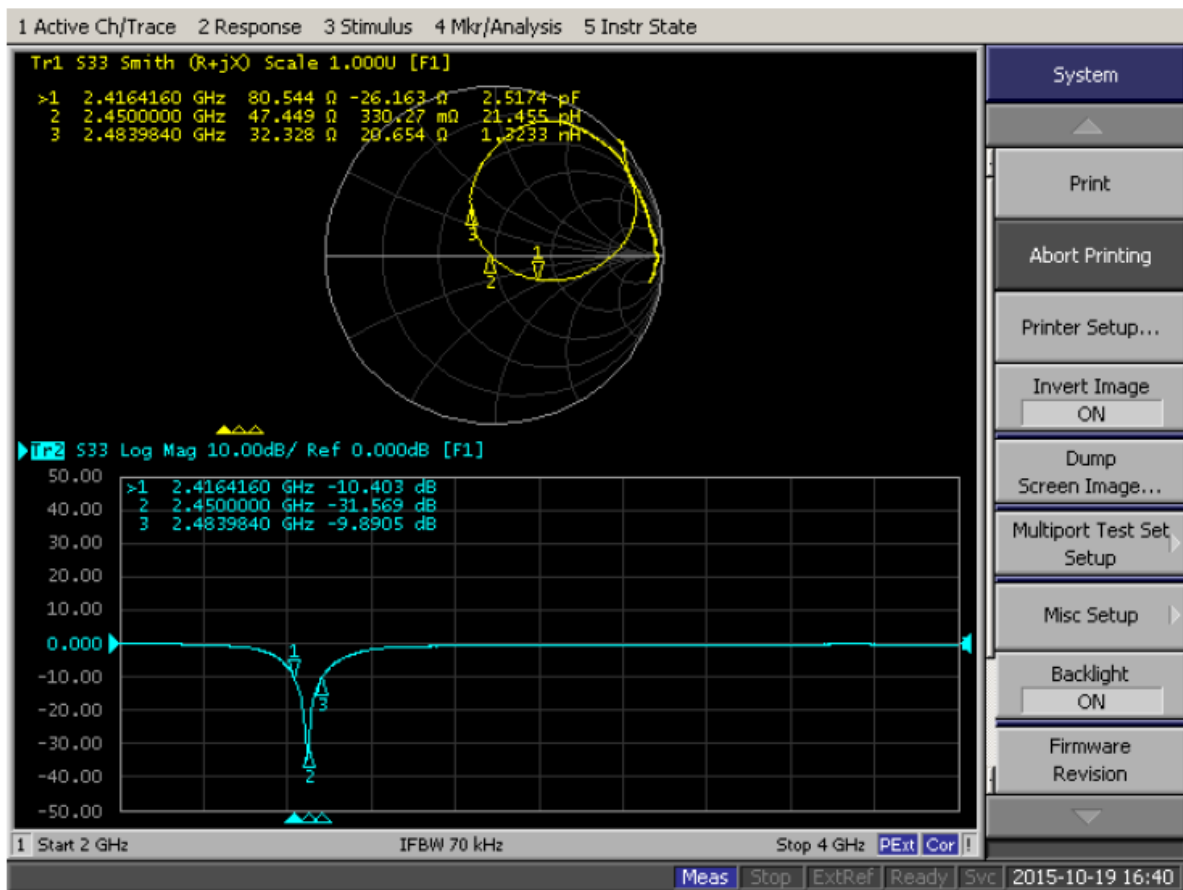 1 Active Ch/Trace 2 Response 3 Stimulus 4 Mkr/Analysis 5 Instr State
Tr1 S33 Smith (R+jX) Scale 1.000U [F1]
>1 2.4164160 GHz 80.544 Ω -26.163 Ω 2.5174 pF
2 2.4500000 GHz 47.449 Ω 330.27 mΩ 21.455 pH
3 2.4839840 GHz 32.328 Ω 20.654 Ω 1.3233 nH
1
3
2
Tr2 S33 Log Mag 10.00dB/ Ref 0.000dB [F1]
50.00
40.00
30.00
20.00
10.00
0.000
-10.00
-20.00
-30.00
-40.00
-50.00
>1 2.4164160 GHz -10.403 dB
2 2.4500000 GHz -31.569 dB
3 2.4839840 GHz -9.8905 dB
1
3
2
1 Start 2 GHz IFBW 70 kHz Stop 4 GHz PExt Cor !
System
Print
Abort Printing
Printer Setup...
Invert Image
ON
Dump
Screen Image...
Multiport Test Set
Setup
Misc Setup
Backlight
ON
Firmware
Revision
Meas Stop ExtRef Ready Svc 2015-10-19 16:40